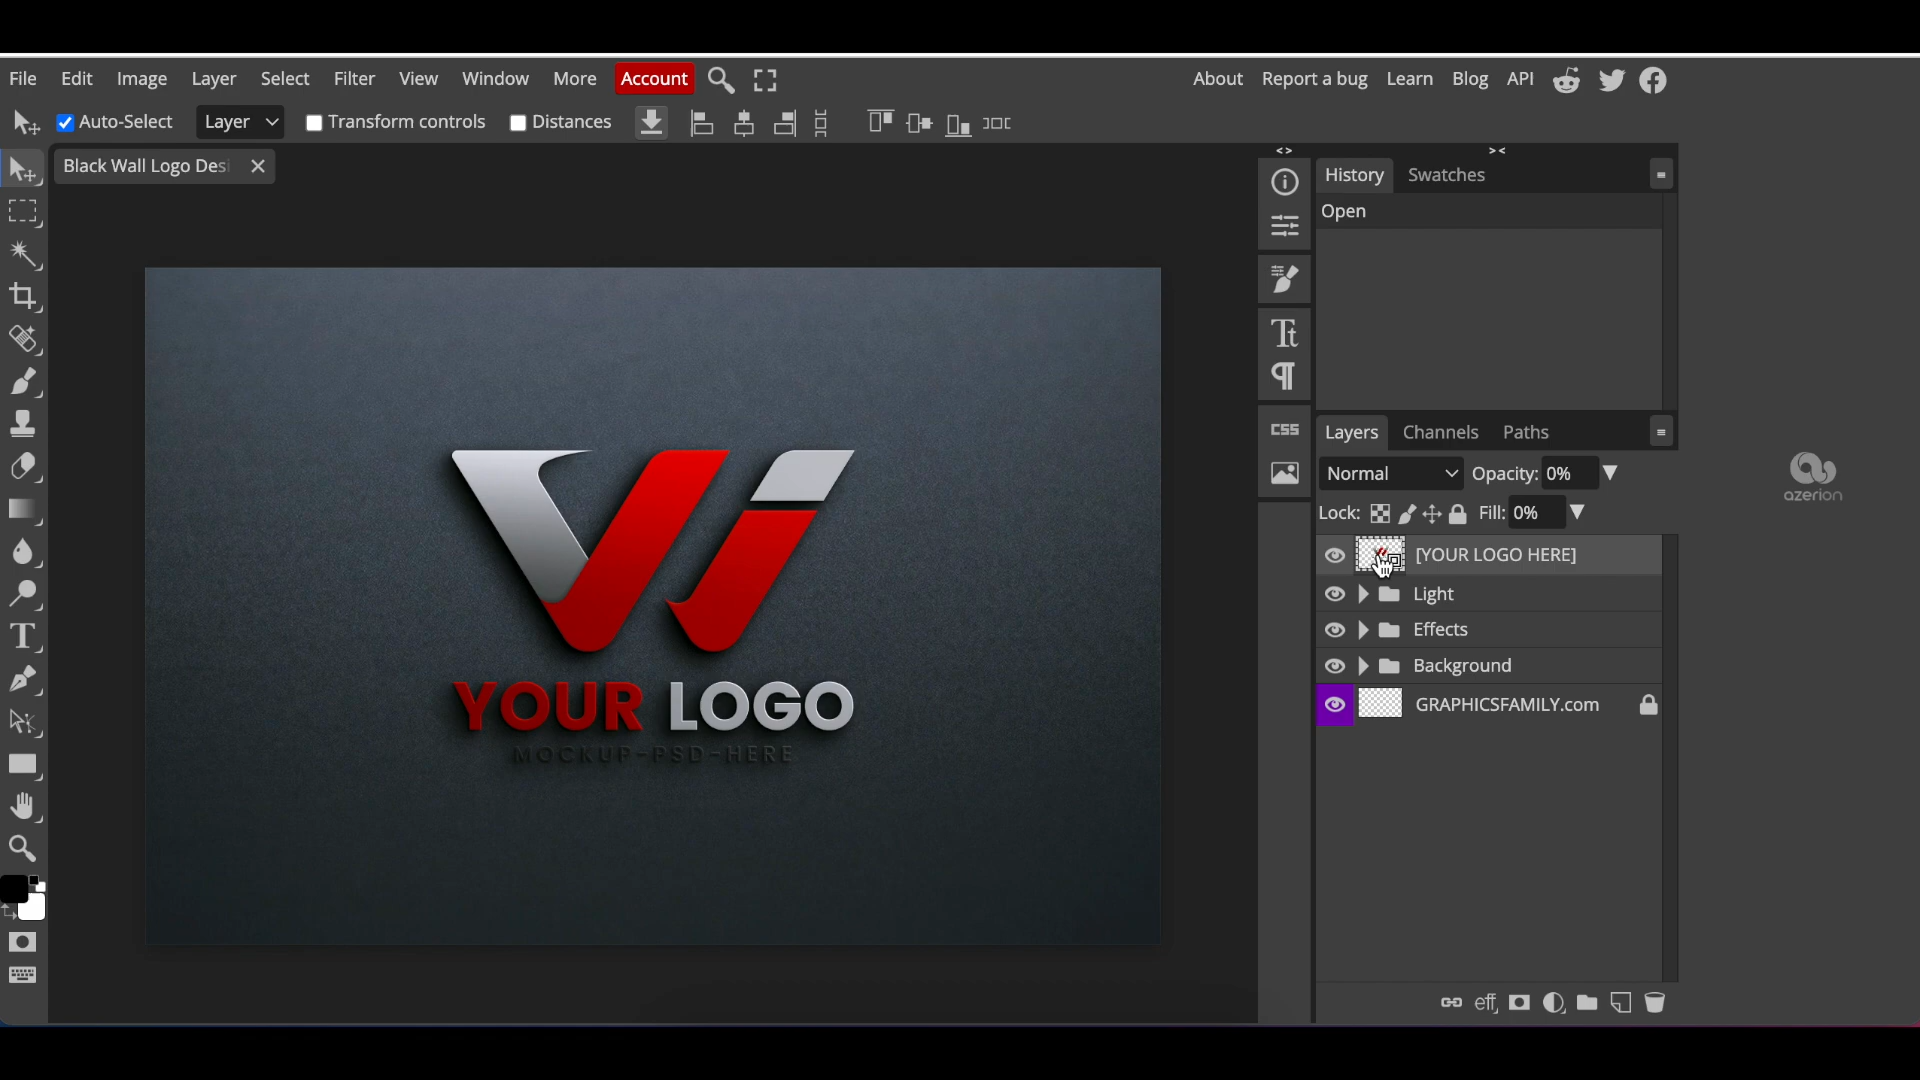 File Edit Image Layer Select Filter View Window More Account About Report a bug Learn Blog API
Auto-Select Layer Transform controls Distances
Black Wall Logo Desi
History Swatches
Open
CSS
Layers Channels Paths
Normal Opacity: 0%
Lock: Fill: 0%
[YOUR LOGO HERE]
Light
Effects
Background
GRAPHICSFAMILY.com
eff
azerion
YOUR LOGO
MOCKUP-PSD-HERE